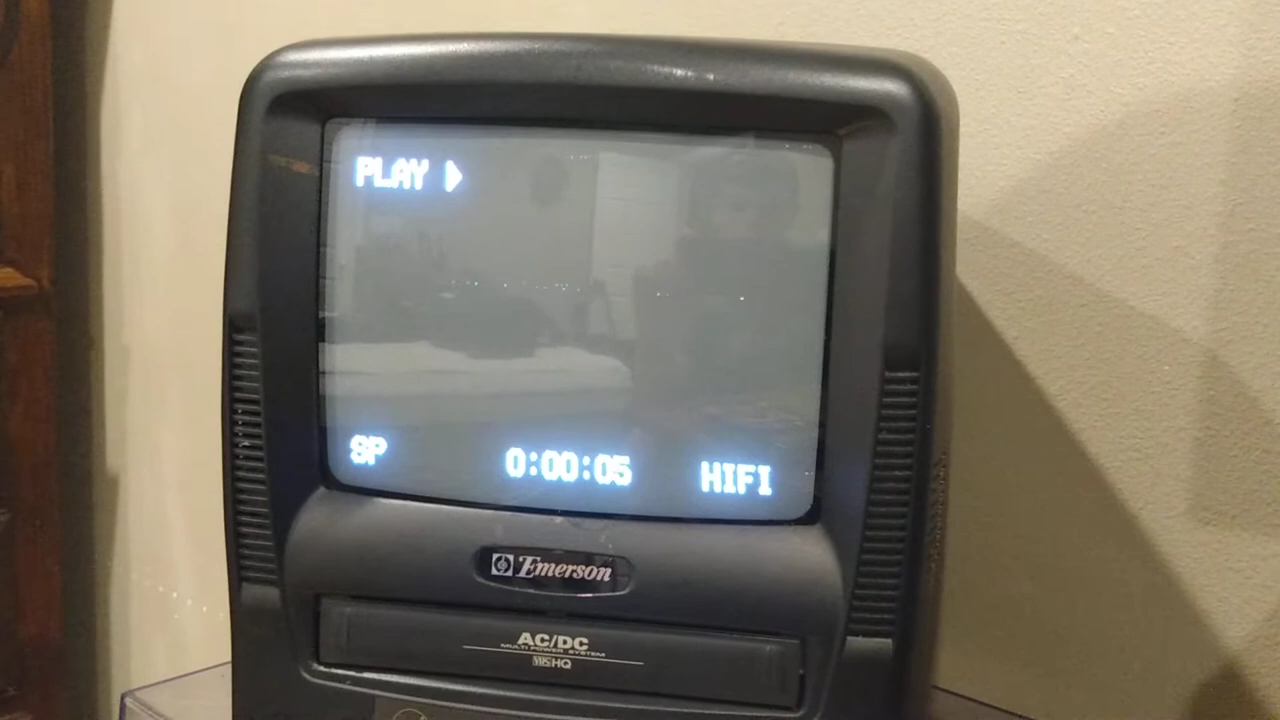 PLAY
SP
0:00:05
HIFI
Emerson
AC/DC
MULTI POWER SYSTEM
VHS HQ